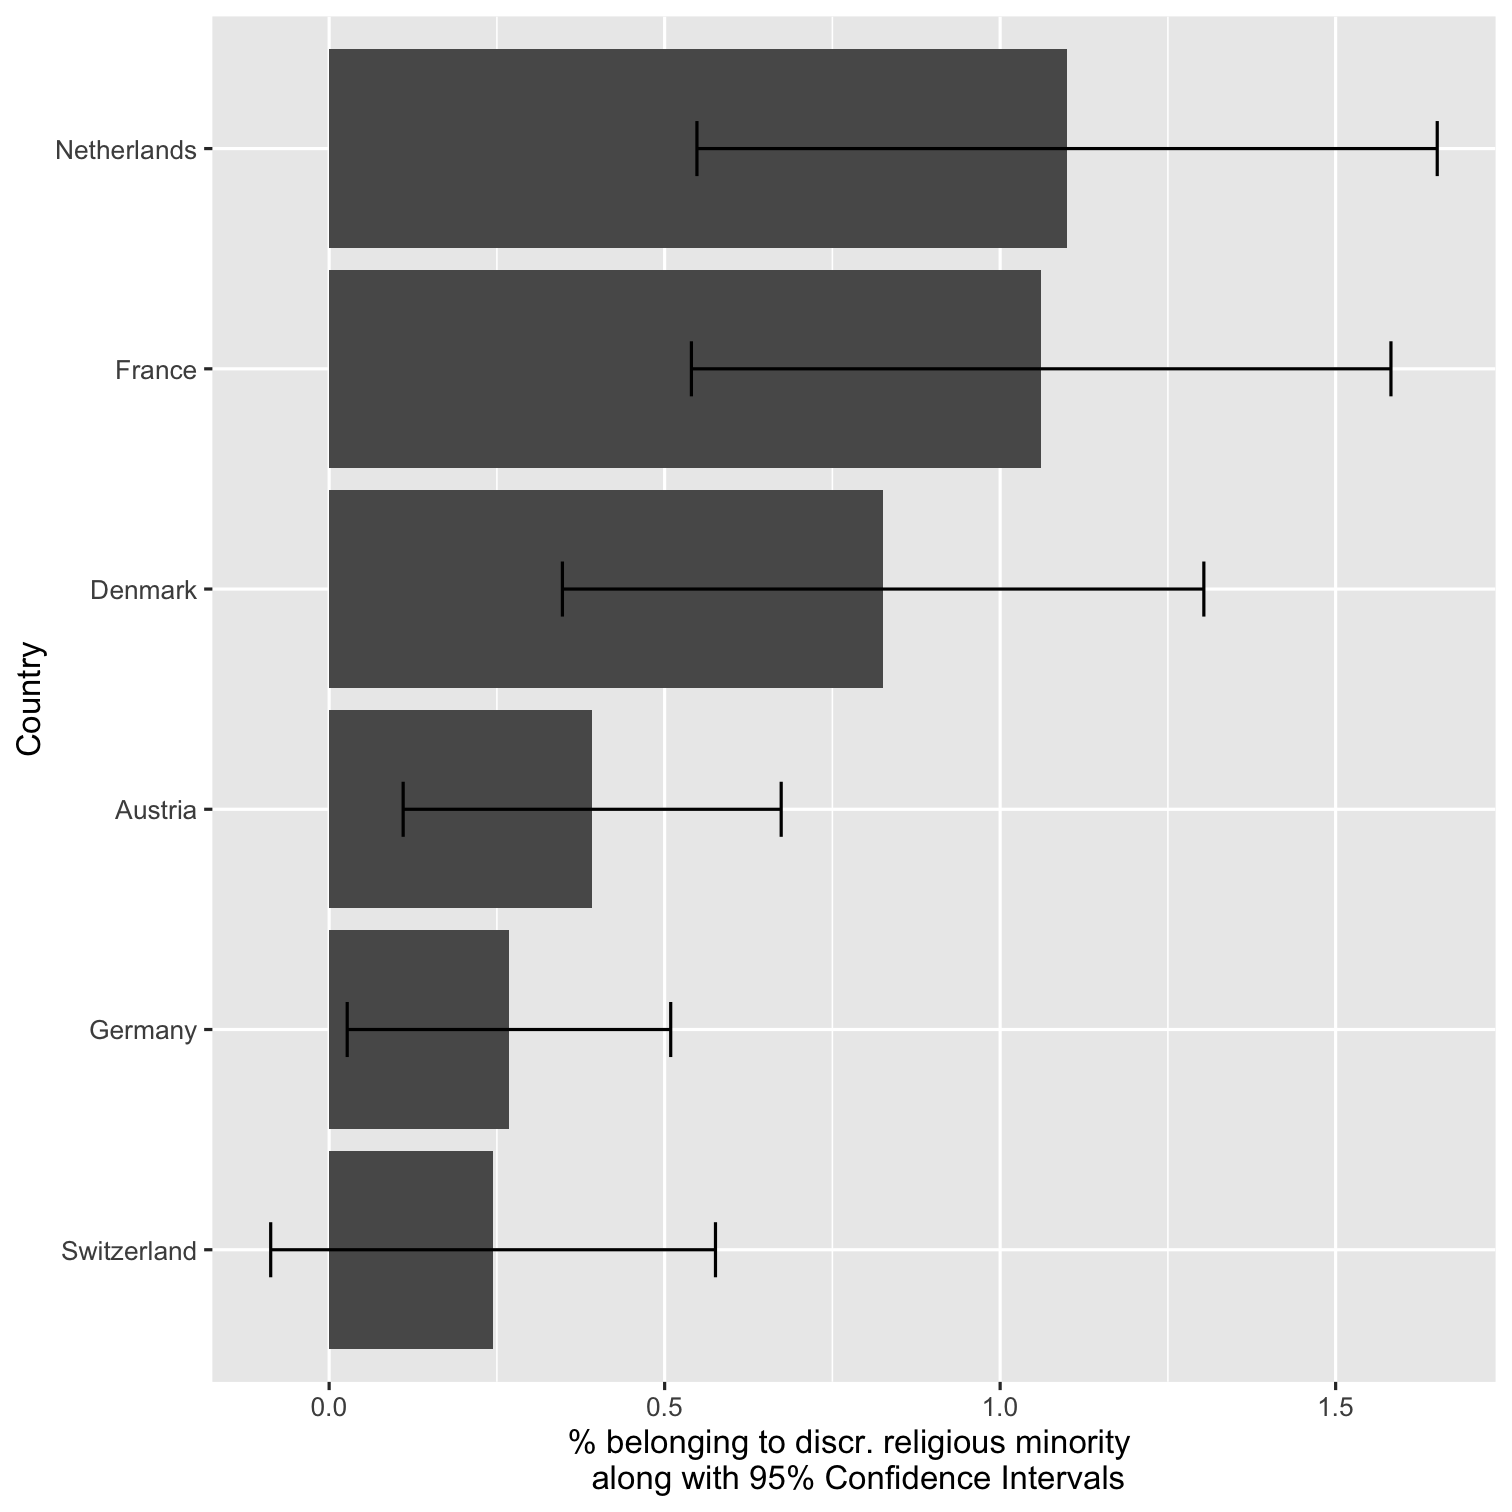 Country
Netherlands
France
Denmark
Austria
Germany
Switzerland
0.0 0.5 1.0 1.5
% belonging to discr. religious minority
along with 95% Confidence Intervals